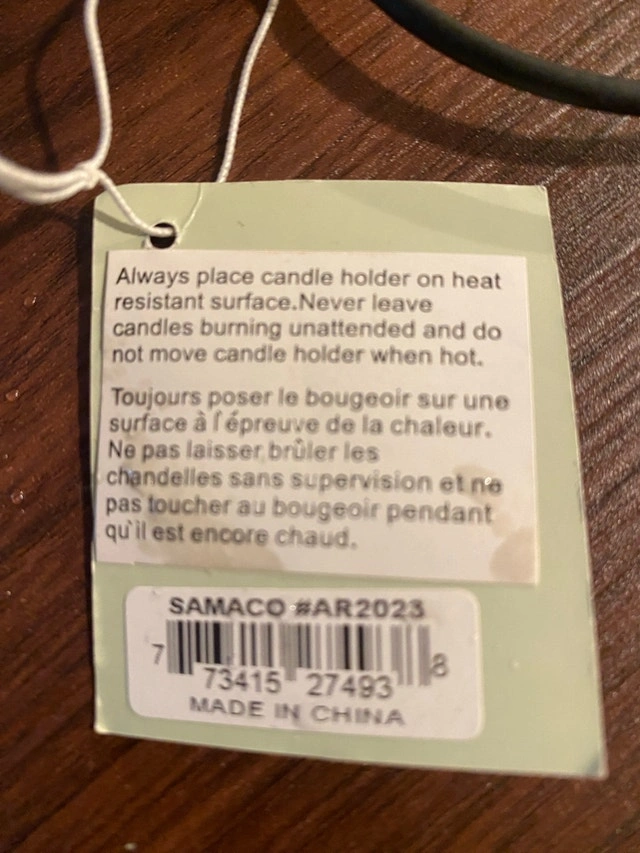 Always place candle holder on heat
resistant surface.Never leave
candles burning unattended and do
not move candle holder when hot.
Toujours poser le bougeoir sur une
surface à l'épreuve de la chaleur.
Ne pas laisser brûler les
chandelles sans supervision et ne
pas toucher au bougeoir pendant
qu'il est encore chaud.
SAMACO #AR2023
7 73415 27493 8
MADE IN CHINA